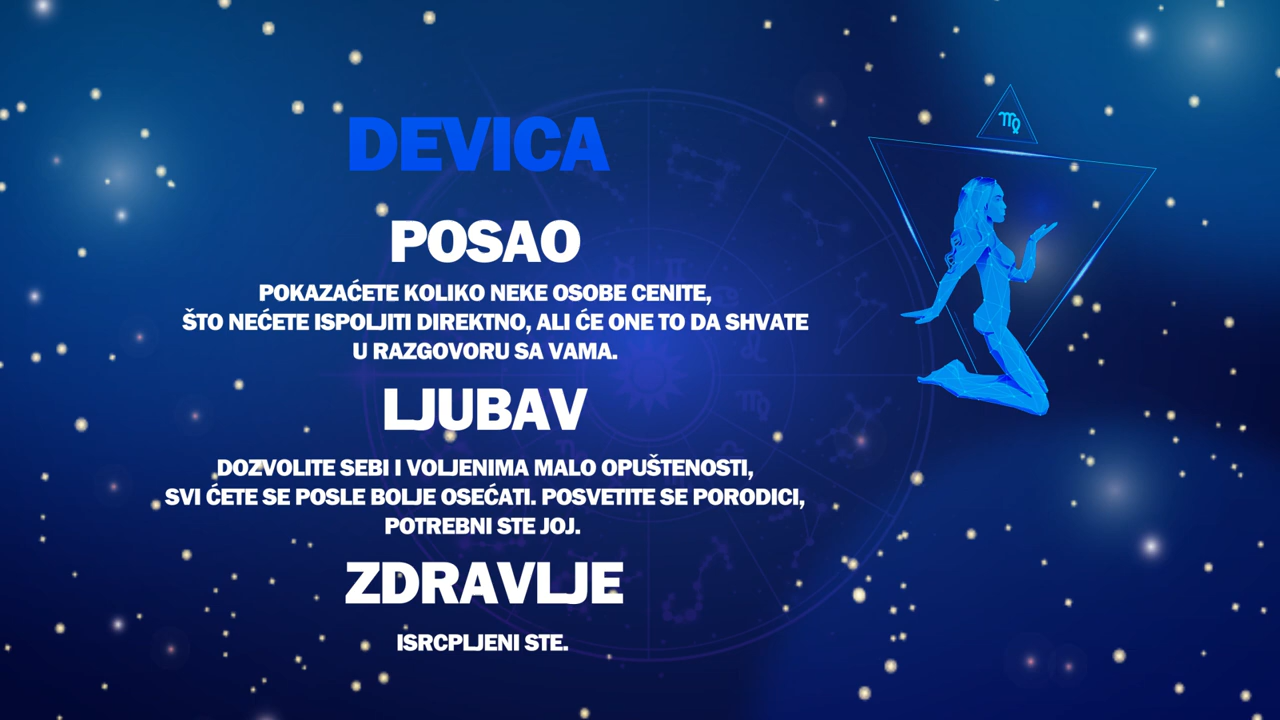 DEVICA
POSAO
POKAZAĆETE KOLIKO NEKE OSOBE CENITE,
ŠTO NEĆETE ISPOLJITI DIREKTNO, ALI ĆE ONE TO DA SHVATE
U RAZGOVORU SA VAMA.
LJUBAV
DOZVOLITE SEBI I VOLJENIMA MALO OPUŠTENOSTI,
SVI ĆETE SE POSLE BOLJE OSEĆATI. POSVETITE SE PORODICI,
POTREBNI STE JOJ.
ZDRAVLJE
ISRCPLJENI STE.